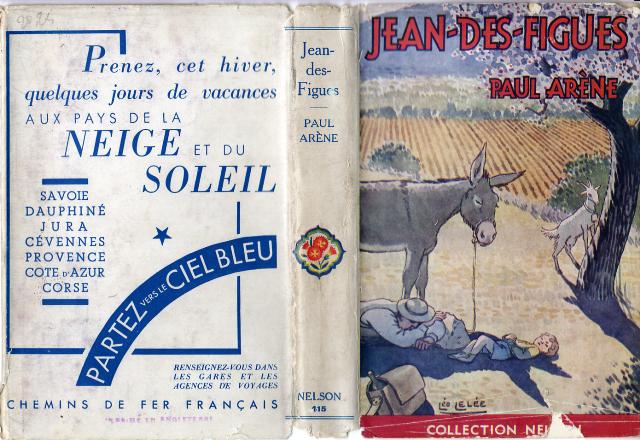 Prenez, cet hiver,
quelques jours de vacances
AUX PAYS DE LA
NEIGE ET DU
SOLEIL
SAVOIE
DAUPHINÉ
JURA
CÉVENNES
PROVENCE
COTE D'AZUR
CORSE
PARTEZ VERS LE CIEL BLEU
RENSEIGNEZ-VOUS DANS
LES GARES ET LES
AGENCES DE VOYAGES
CHEMINS DE FER FRANÇAIS
IMPRIMÉ EN ANGLETERRE
Jean-
des-
Figues
PAUL
ARÈNE
NELSON
115
JEAN-DES-FIGUES
PAUL ARÈNE
LÉO LELÉE
COLLECTION